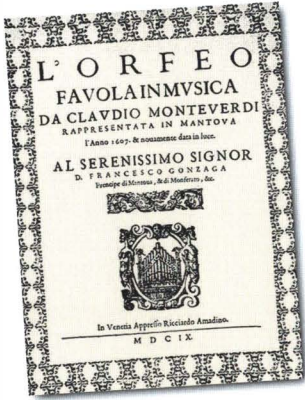 L'ORFEO
FAVOLA IN MVSICA
DA CLAVDIO MONTEVERDI
RAPPRESENTATA IN MANTOVA
l'Anno 1607. & nouamente data in luce.
AL SERENISSIMO SIGNOR
D. FRANCESCO GONZAGA
Prencipe di Mantoua, & di Monferato, &c.
In Venetia Appresso Ricciardo Amadino.
M D C IX.